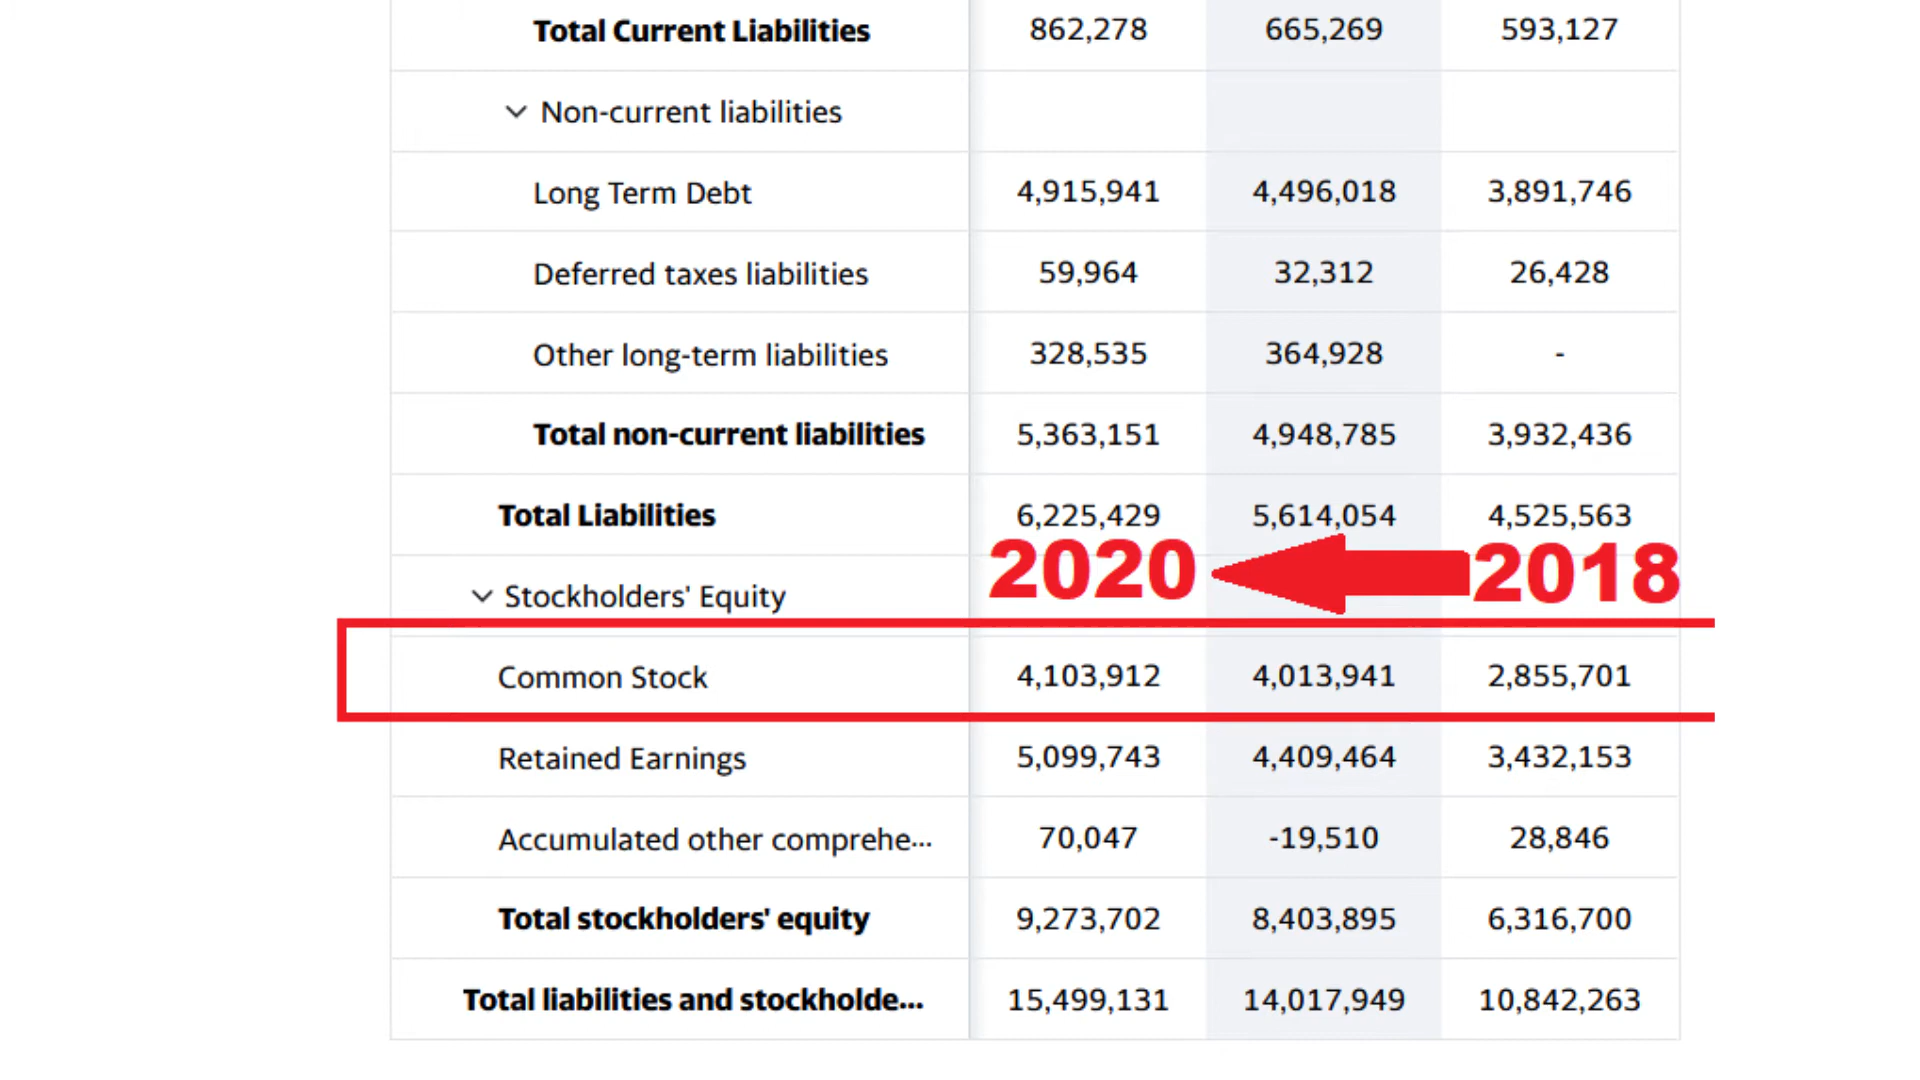 Total Current Liabilities 862,278 665,269 593,127
Non-current liabilities
Long Term Debt 4,915,941 4,496,018 3,891,746
Deferred taxes liabilities 59,964 32,312 26,428
Other long-term liabilities 328,535 364,928 -
Total non-current liabilities 5,363,151 4,948,785 3,932,436
Total Liabilities 6,225,429 5,614,054 4,525,563
2020 2018
Stockholders' Equity
Common Stock 4,103,912 4,013,941 2,855,701
Retained Earnings 5,099,743 4,409,464 3,432,153
Accumulated other comprehe... 70,047 -19,510 28,846
Total stockholders' equity 9,273,702 8,403,895 6,316,700
Total liabilities and stockholde... 15,499,131 14,017,949 10,842,263